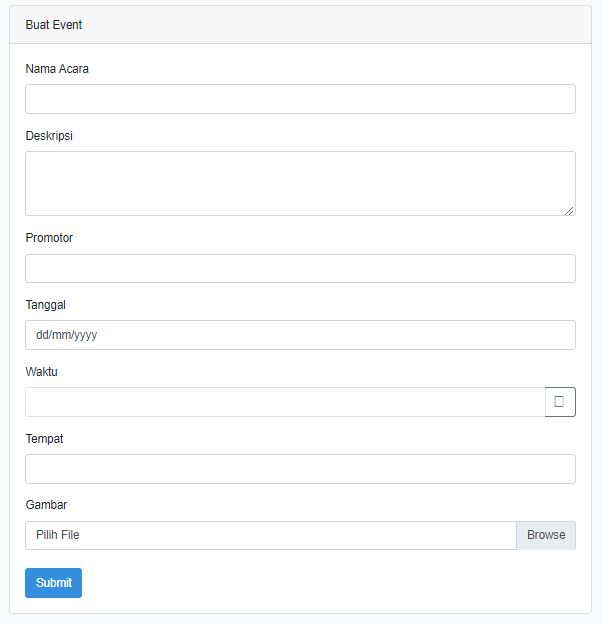 Buat Event
Nama Acara
Deskripsi
Promotor
Tanggal
dd/mm/yyyy
Waktu
Tempat
Gambar
Pilih File Browse
Submit